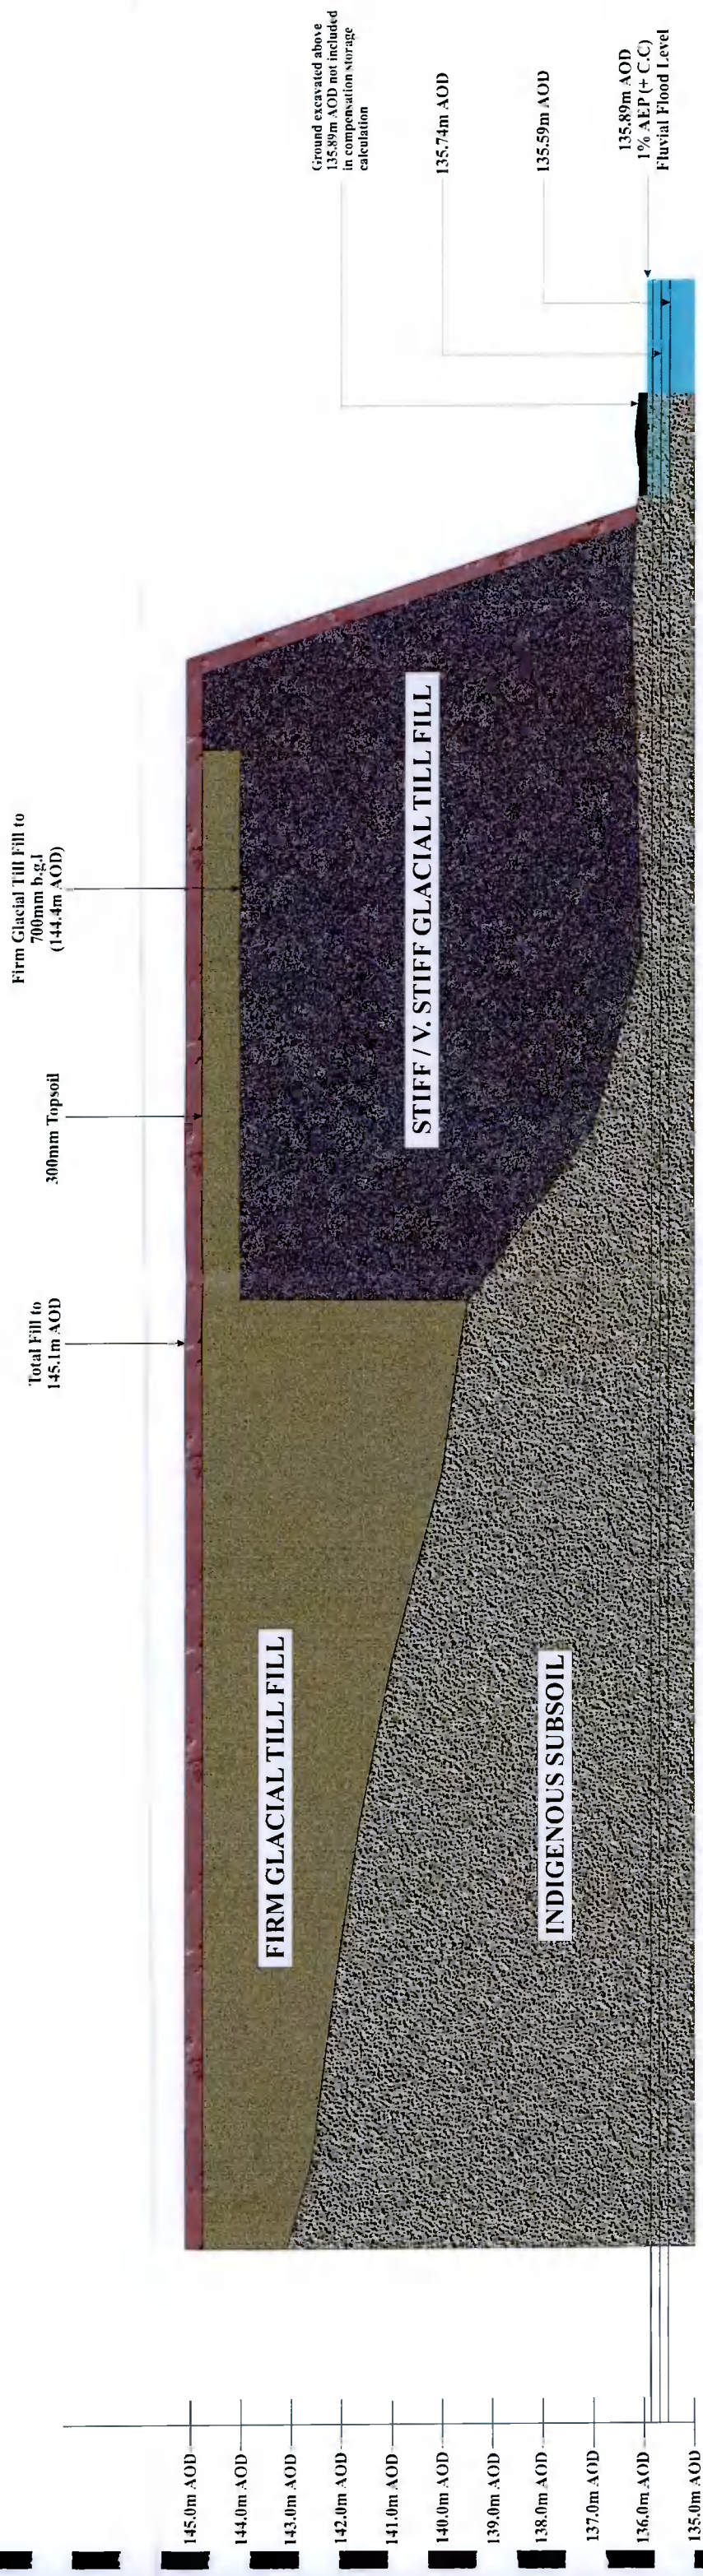 Firm Glacial Till Fill to
700mm b.g.l
(144.4m AOD)
300mm Topsoil
Total Fill to
145.1m AOD
Ground excavated above
135.89m AOD not included
in compensation storage
calculation
135.74m AOD
135.59m AOD
135.89m AOD
1% AEP (+ C.C)
Fluvial Flood Level
STIFF / V. STIFF GLACIAL TILL FILL
FIRM GLACIAL TILL FILL
INDIGENOUS SUBSOIL
145.0m AOD
144.0m AOD
143.0m AOD
142.0m AOD
141.0m AOD
140.0m AOD
139.0m AOD
138.0m AOD
137.0m AOD
136.0m AOD
135.0m AOD